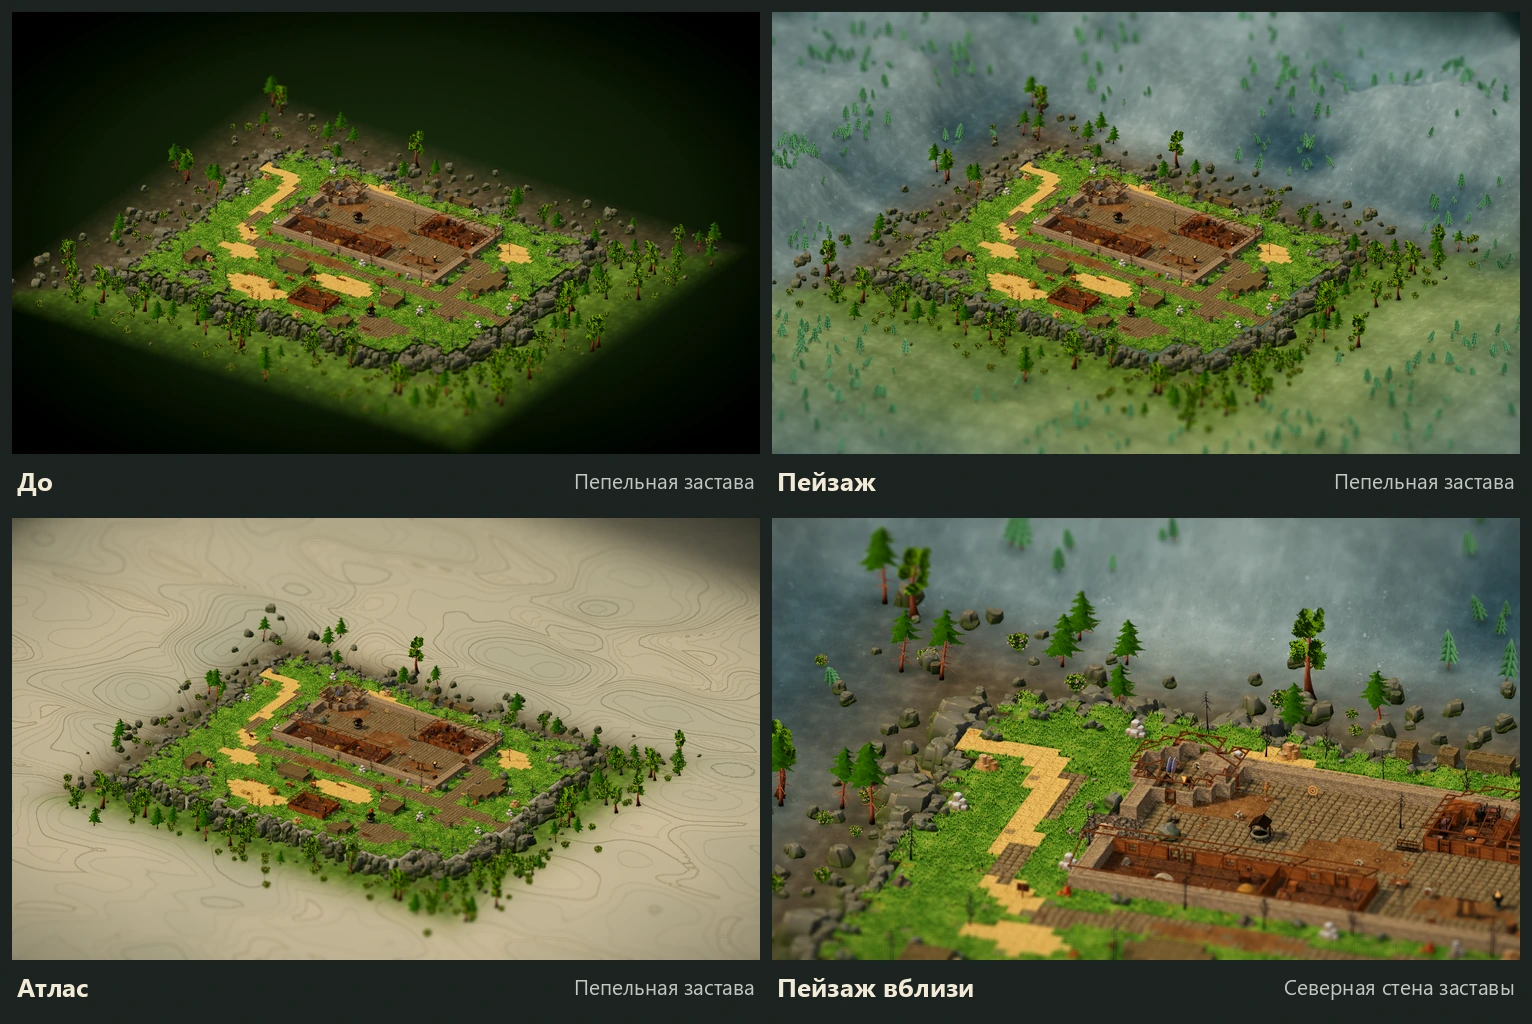 До
Пепельная застава
Пейзаж
Пепельная застава
Атлас
Пепельная застава
Пейзаж вблизи
Северная стена заставы